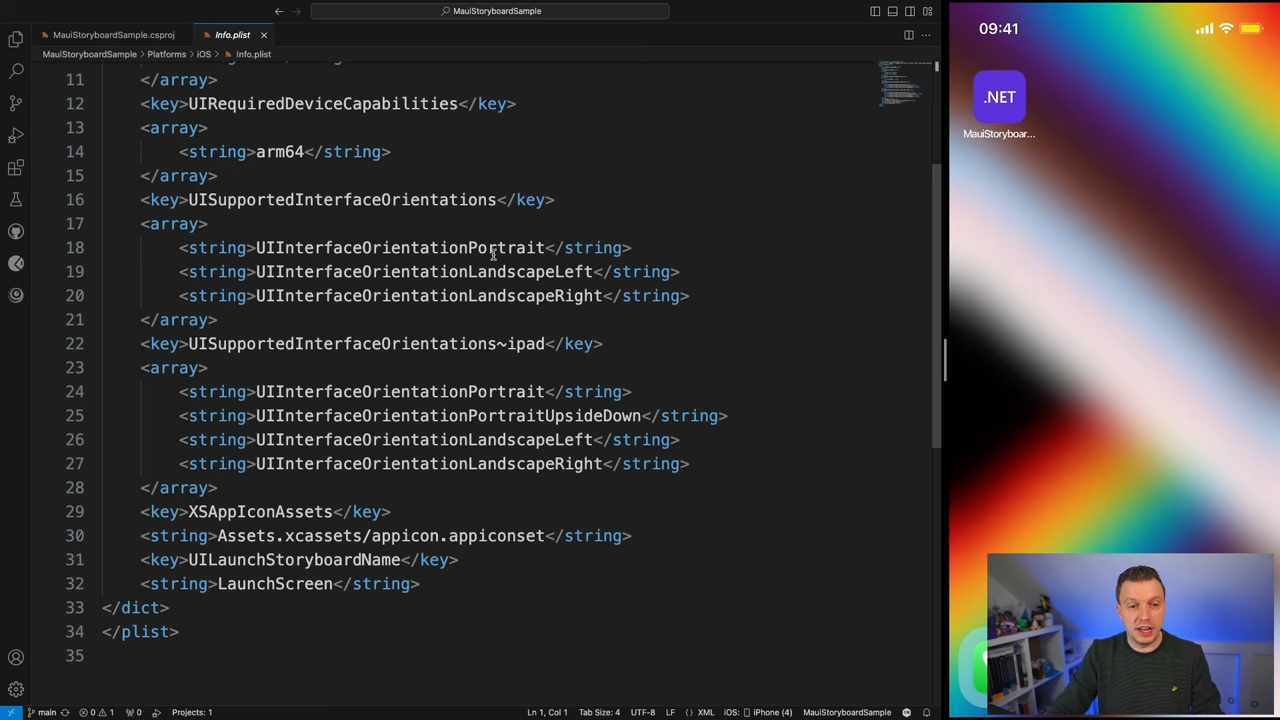 MauiStoryboardSample
MauiStoryboardSample.csproj
Info.plist
MauiStoryboardSample > Platforms > iOS > Info.plist
11 </array>
12 <key>UIRequiredDeviceCapabilities</key>
13 <array>
14 <string>arm64</string>
15 </array>
16 <key>UISupportedInterfaceOrientations</key>
17 <array>
18 <string>UIInterfaceOrientationPortrait</string>
19 <string>UIInterfaceOrientationLandscapeLeft</string>
20 <string>UIInterfaceOrientationLandscapeRight</string>
21 </array>
22 <key>UISupportedInterfaceOrientations~ipad</key>
23 <array>
24 <string>UIInterfaceOrientationPortrait</string>
25 <string>UIInterfaceOrientationPortraitUpsideDown</string>
26 <string>UIInterfaceOrientationLandscapeLeft</string>
27 <string>UIInterfaceOrientationLandscapeRight</string>
28 </array>
29 <key>XSAppIconAssets</key>
30 <string>Assets.xcassets/appicon.appiconset</string>
31 <key>UILaunchStoryboardName</key>
32 <string>LaunchScreen</string>
33 </dict>
34 </plist>
35
main 0 1 0 Projects: 1 Ln 1, Col 1 Tab Size: 4 UTF-8 LF {} XML iOS: iPhone (4) MauiStoryboardSample
09:41
.NET
MauiStoryboar...